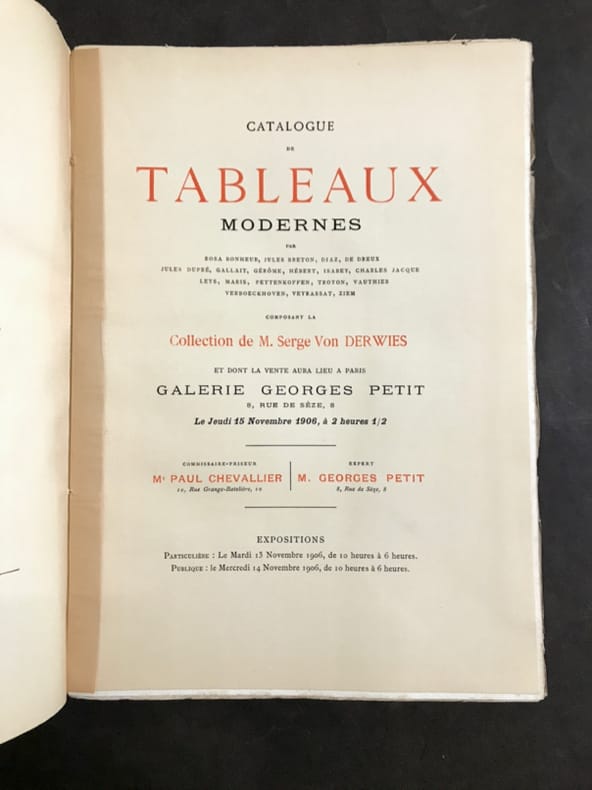 CATALOGUE
DE
TABLEAUX
MODERNES
PAR
ROSA BONHEUR, JULES BRETON, DIAZ, DE DREUX
JULES DUPRÉ, GALLAIT, GÉRÔME, HÉBERT, ISABEY, CHARLES JACQUE
LEYS, MARIS, PETTENKOFFEN, TROYON, VAUTHIER
VERBOECKHOVEN, VEYRASSAT, ZIEM
COMPOSANT LA
Collection de M. Serge Von DERWIES
ET DONT LA VENTE AURA LIEU A PARIS
GALERIE GEORGES PETIT
8, RUE DE SÈZE, 8
Le Jeudi 15 Novembre 1906, à 2 heures 1/2
COMMISSAIRE-PRISEUR
Me PAUL CHEVALLIER
10, Rue Grange-Batelière, 10
EXPERT
M. GEORGES PETIT
8, Rue de Sèze, 8
EXPOSITIONS
PARTICULIÈRE : Le Mardi 13 Novembre 1906, de 10 heures à 6 heures.
PUBLIQUE : le Mercredi 14 Novembre 1906, de 10 heures à 6 heures.